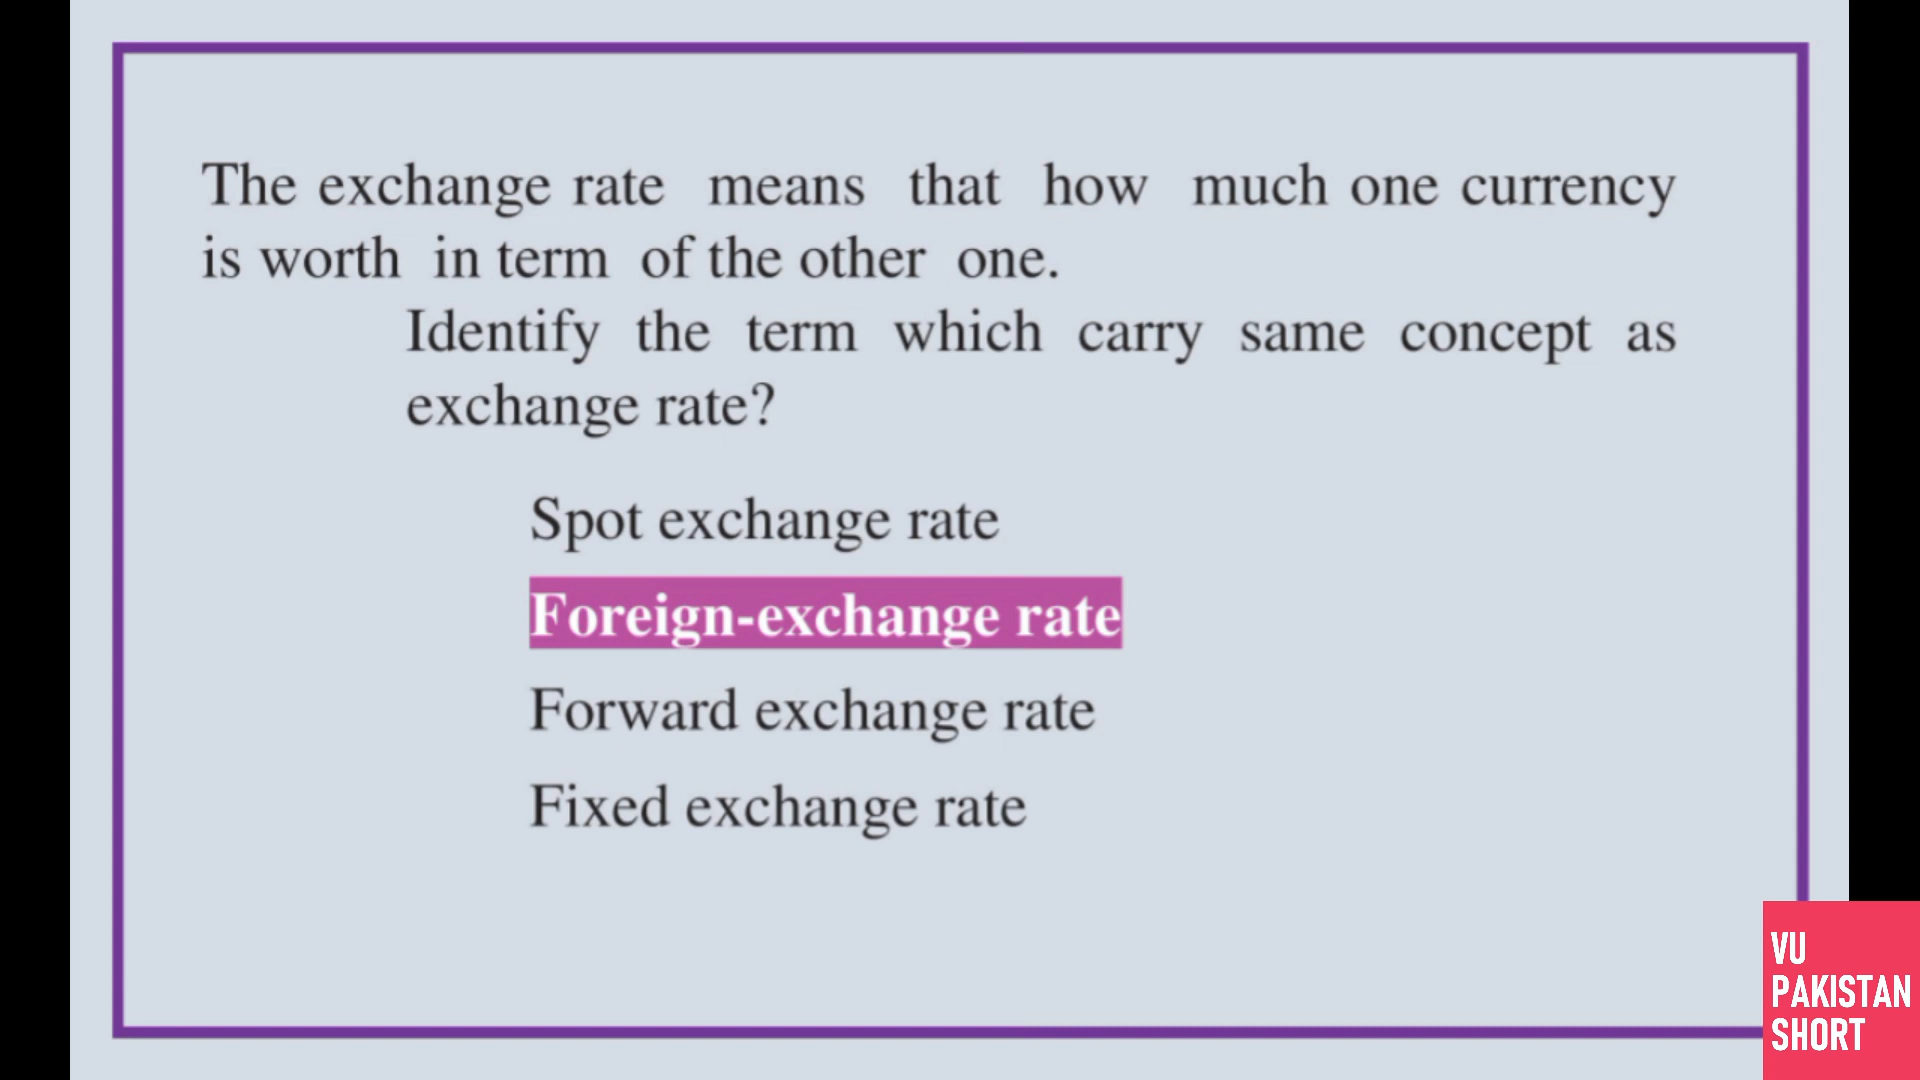 The exchange rate means that how much one currency
is worth in term of the other one.
Identify the term which carry same concept as
exchange rate?
Spot exchange rate
Foreign-exchange rate
Forward exchange rate
Fixed exchange rate
VU
PAKISTAN
SHORT